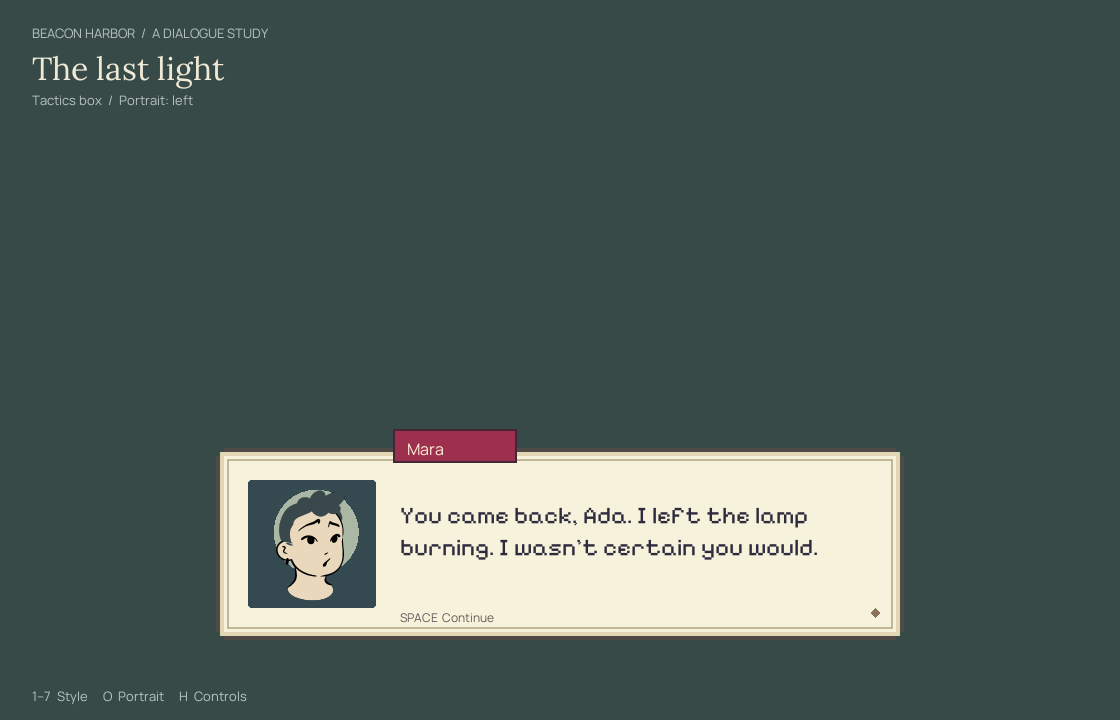 BEACON HARBOR / A DIALOGUE STUDY
The last light
Tactics box / Portrait: left
Mara
You came back, Ada. I left the lamp
burning. I wasn’t certain you would.
SPACE Continue
1–7 Style O Portrait H Controls